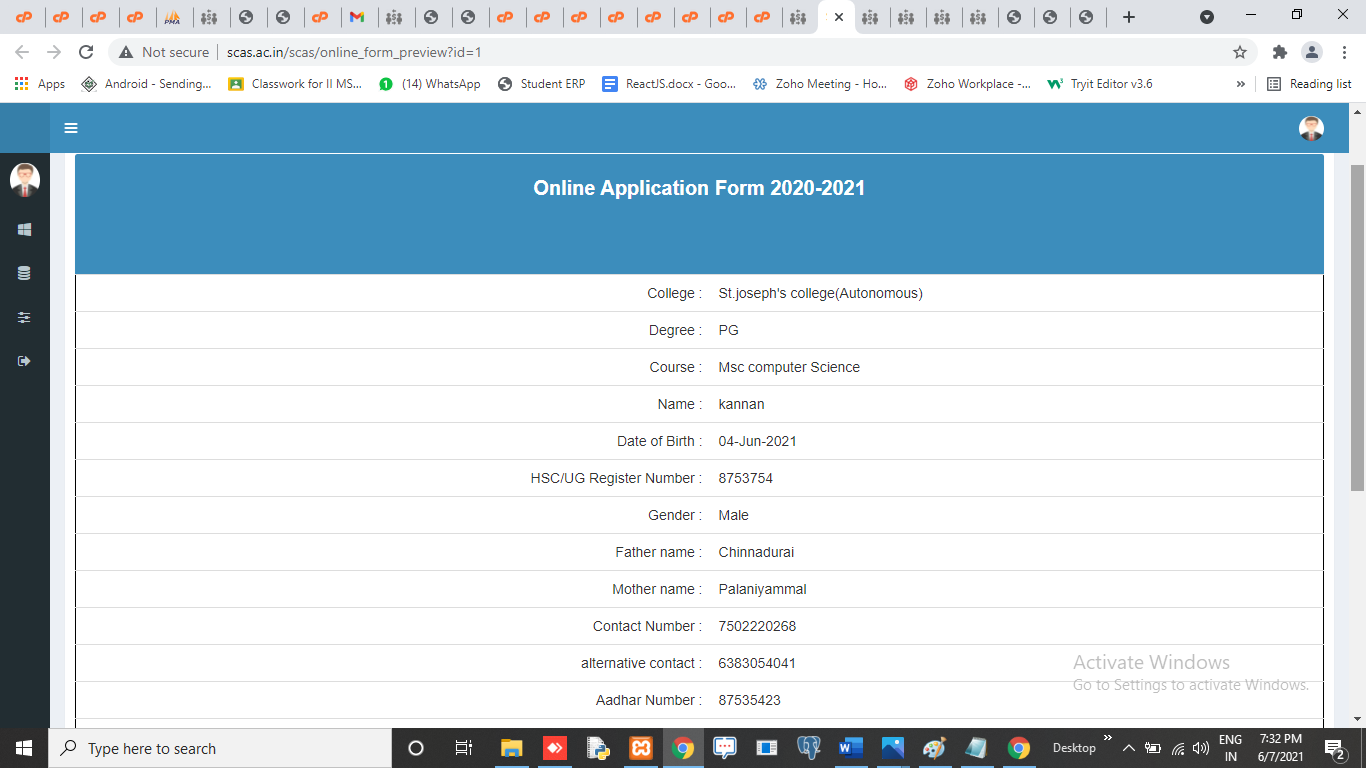 Not secure | scas.ac.in/scas/online_form_preview?id=1
Apps Android - Sending... Classwork for II MS... (14) WhatsApp Student ERP ReactJS.docx - Goo... Zoho Meeting - Ho... Zoho Workplace -... Tryit Editor v3.6 » Reading list
Online Application Form 2020-2021
College : St.joseph's college(Autonomous)
Degree : PG
Course : Msc computer Science
Name : kannan
Date of Birth : 04-Jun-2021
HSC/UG Register Number : 8753754
Gender : Male
Father name : Chinnadurai
Mother name : Palaniyammal
Contact Number : 7502220268
alternative contact : 6383054041
Aadhar Number : 87535423
Activate Windows
Go to Settings to activate Windows.
Type here to search
Desktop »
ENG
IN
7:32 PM
6/7/2021
2